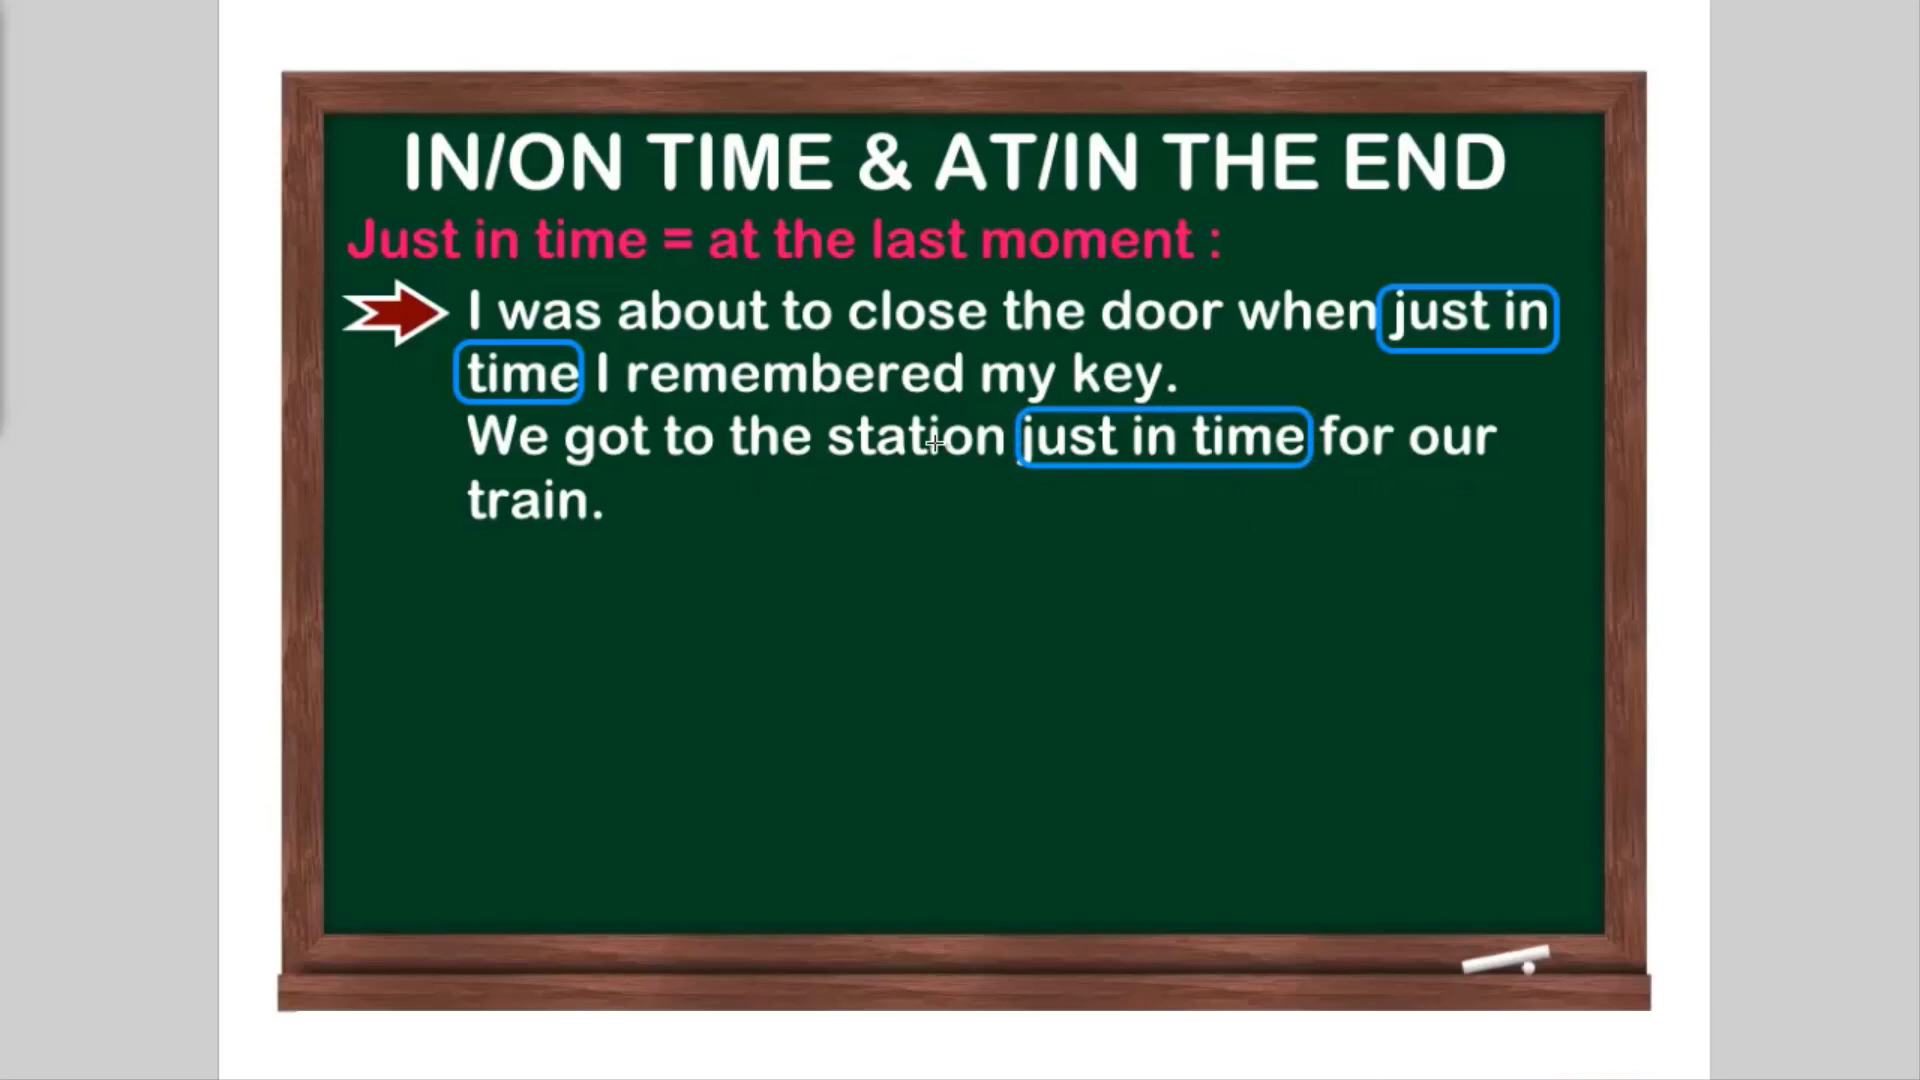 IN/ON TIME & AT/IN THE END
Just in time = at the last moment :
I was about to close the door when just in
time I remembered my key.
We got to the station just in time for our
train.